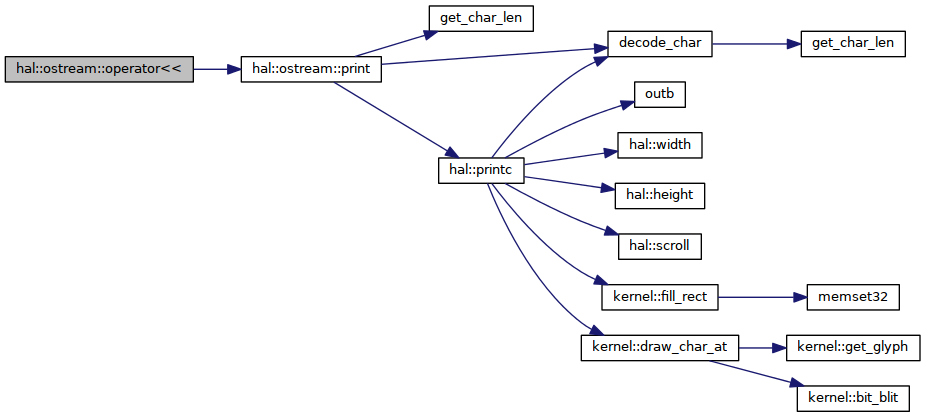 get_char_len
hal::ostream::operator<<
hal::ostream::print
decode_char
get_char_len
outb
hal::width
hal::printc
hal::height
hal::scroll
kernel::fill_rect
memset32
kernel::draw_char_at
kernel::get_glyph
kernel::bit_blit